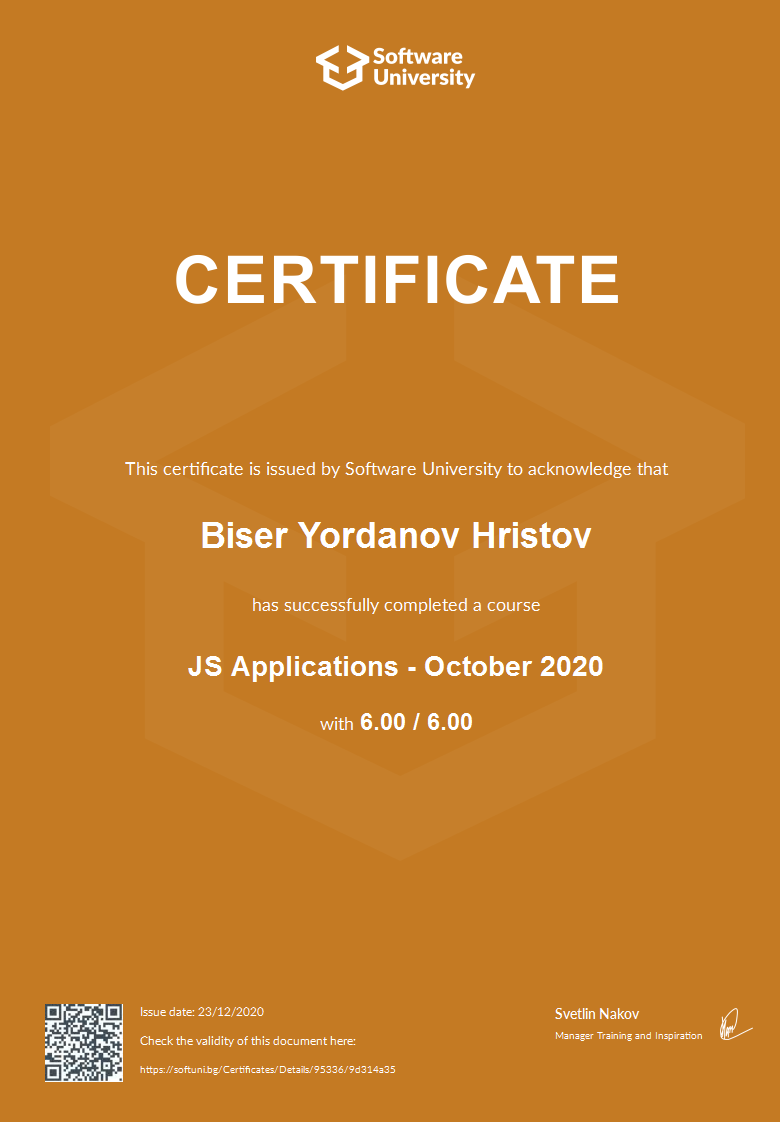 Software
University
CERTIFICATE
This certificate is issued by Software University to acknowledge that
Biser Yordanov Hristov
has successfully completed a course
JS Applications - October 2020
with 6.00 / 6.00
Issue date: 23/12/2020
Check the validity of this document here:
https://softuni.bg/Certificates/Details/95336/9d314a35
Svetlin Nakov
Manager Training and Inspiration